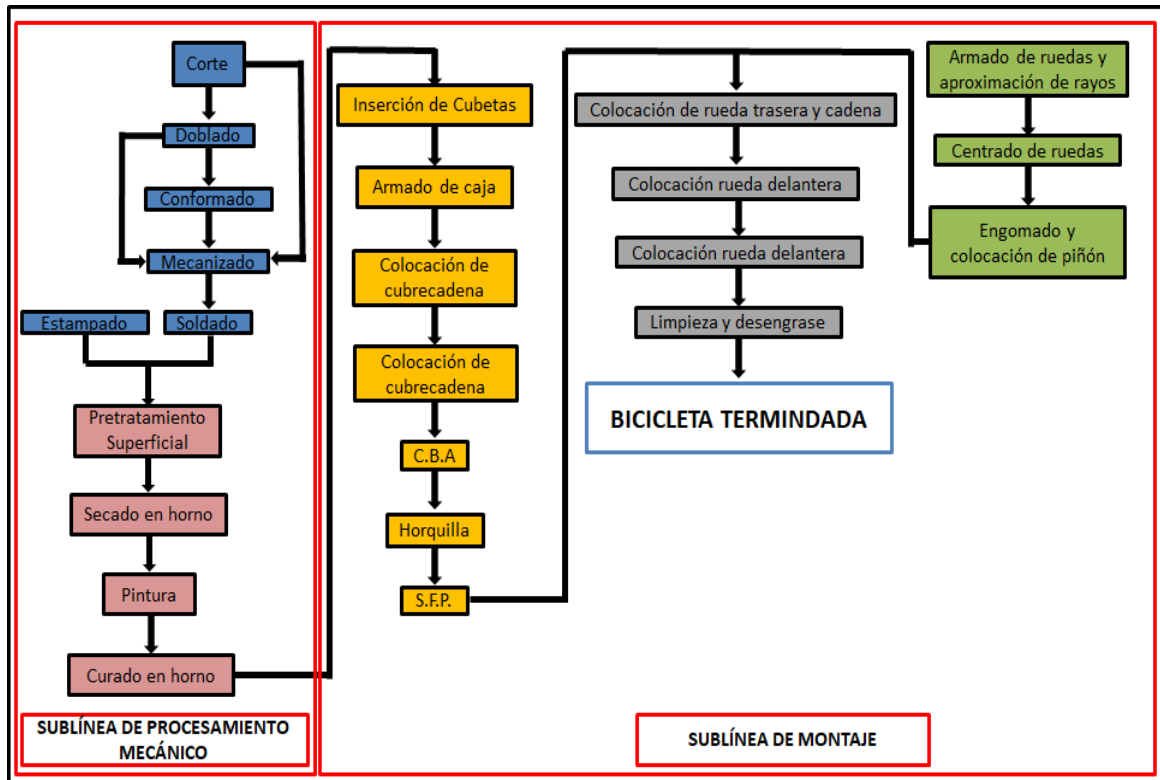 Corte
Doblado
Conformado
Mecanizado
Estampado
Soldado
Pretratamiento
Superficial
Secado en horno
Pintura
Curado en horno
SUBLÍNEA DE PROCESAMIENTO
MECÁNICO
Inserción de Cubetas
Armado de caja
Colocación de
cubrecadena
Colocación de
cubrecadena
C.B.A
Horquilla
S.F.P.
Colocación de rueda trasera y cadena
Colocación rueda delantera
Colocación rueda delantera
Limpieza y desengrase
BICICLETA TERMINDADA
Armado de ruedas y
aproximación de rayos
Centrado de ruedas
Engomado y
colocación de piñón
SUBLÍNEA DE MONTAJE